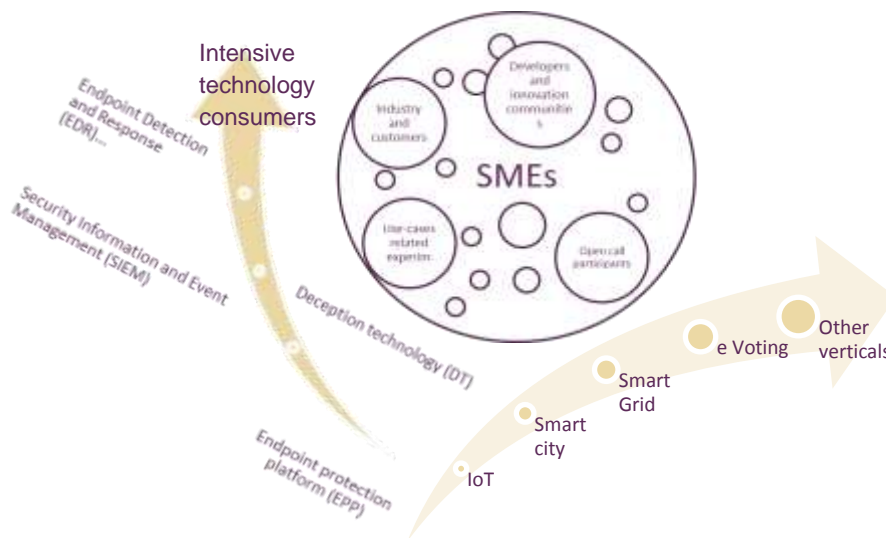 Intensive
technology
consumers
Endpoint Detection
and Response
(EDR)...
Security Information and Event
Management (SIEM)
Deception technology (DT)
Endpoint protection
platform (EPP)
Developers
and
innovation
communitie
s
Industry
and
customers
SMEs
Use-cases
related
experim.
Open call
participants
IoT
Smart
city
Smart
Grid
e Voting
Other
verticals